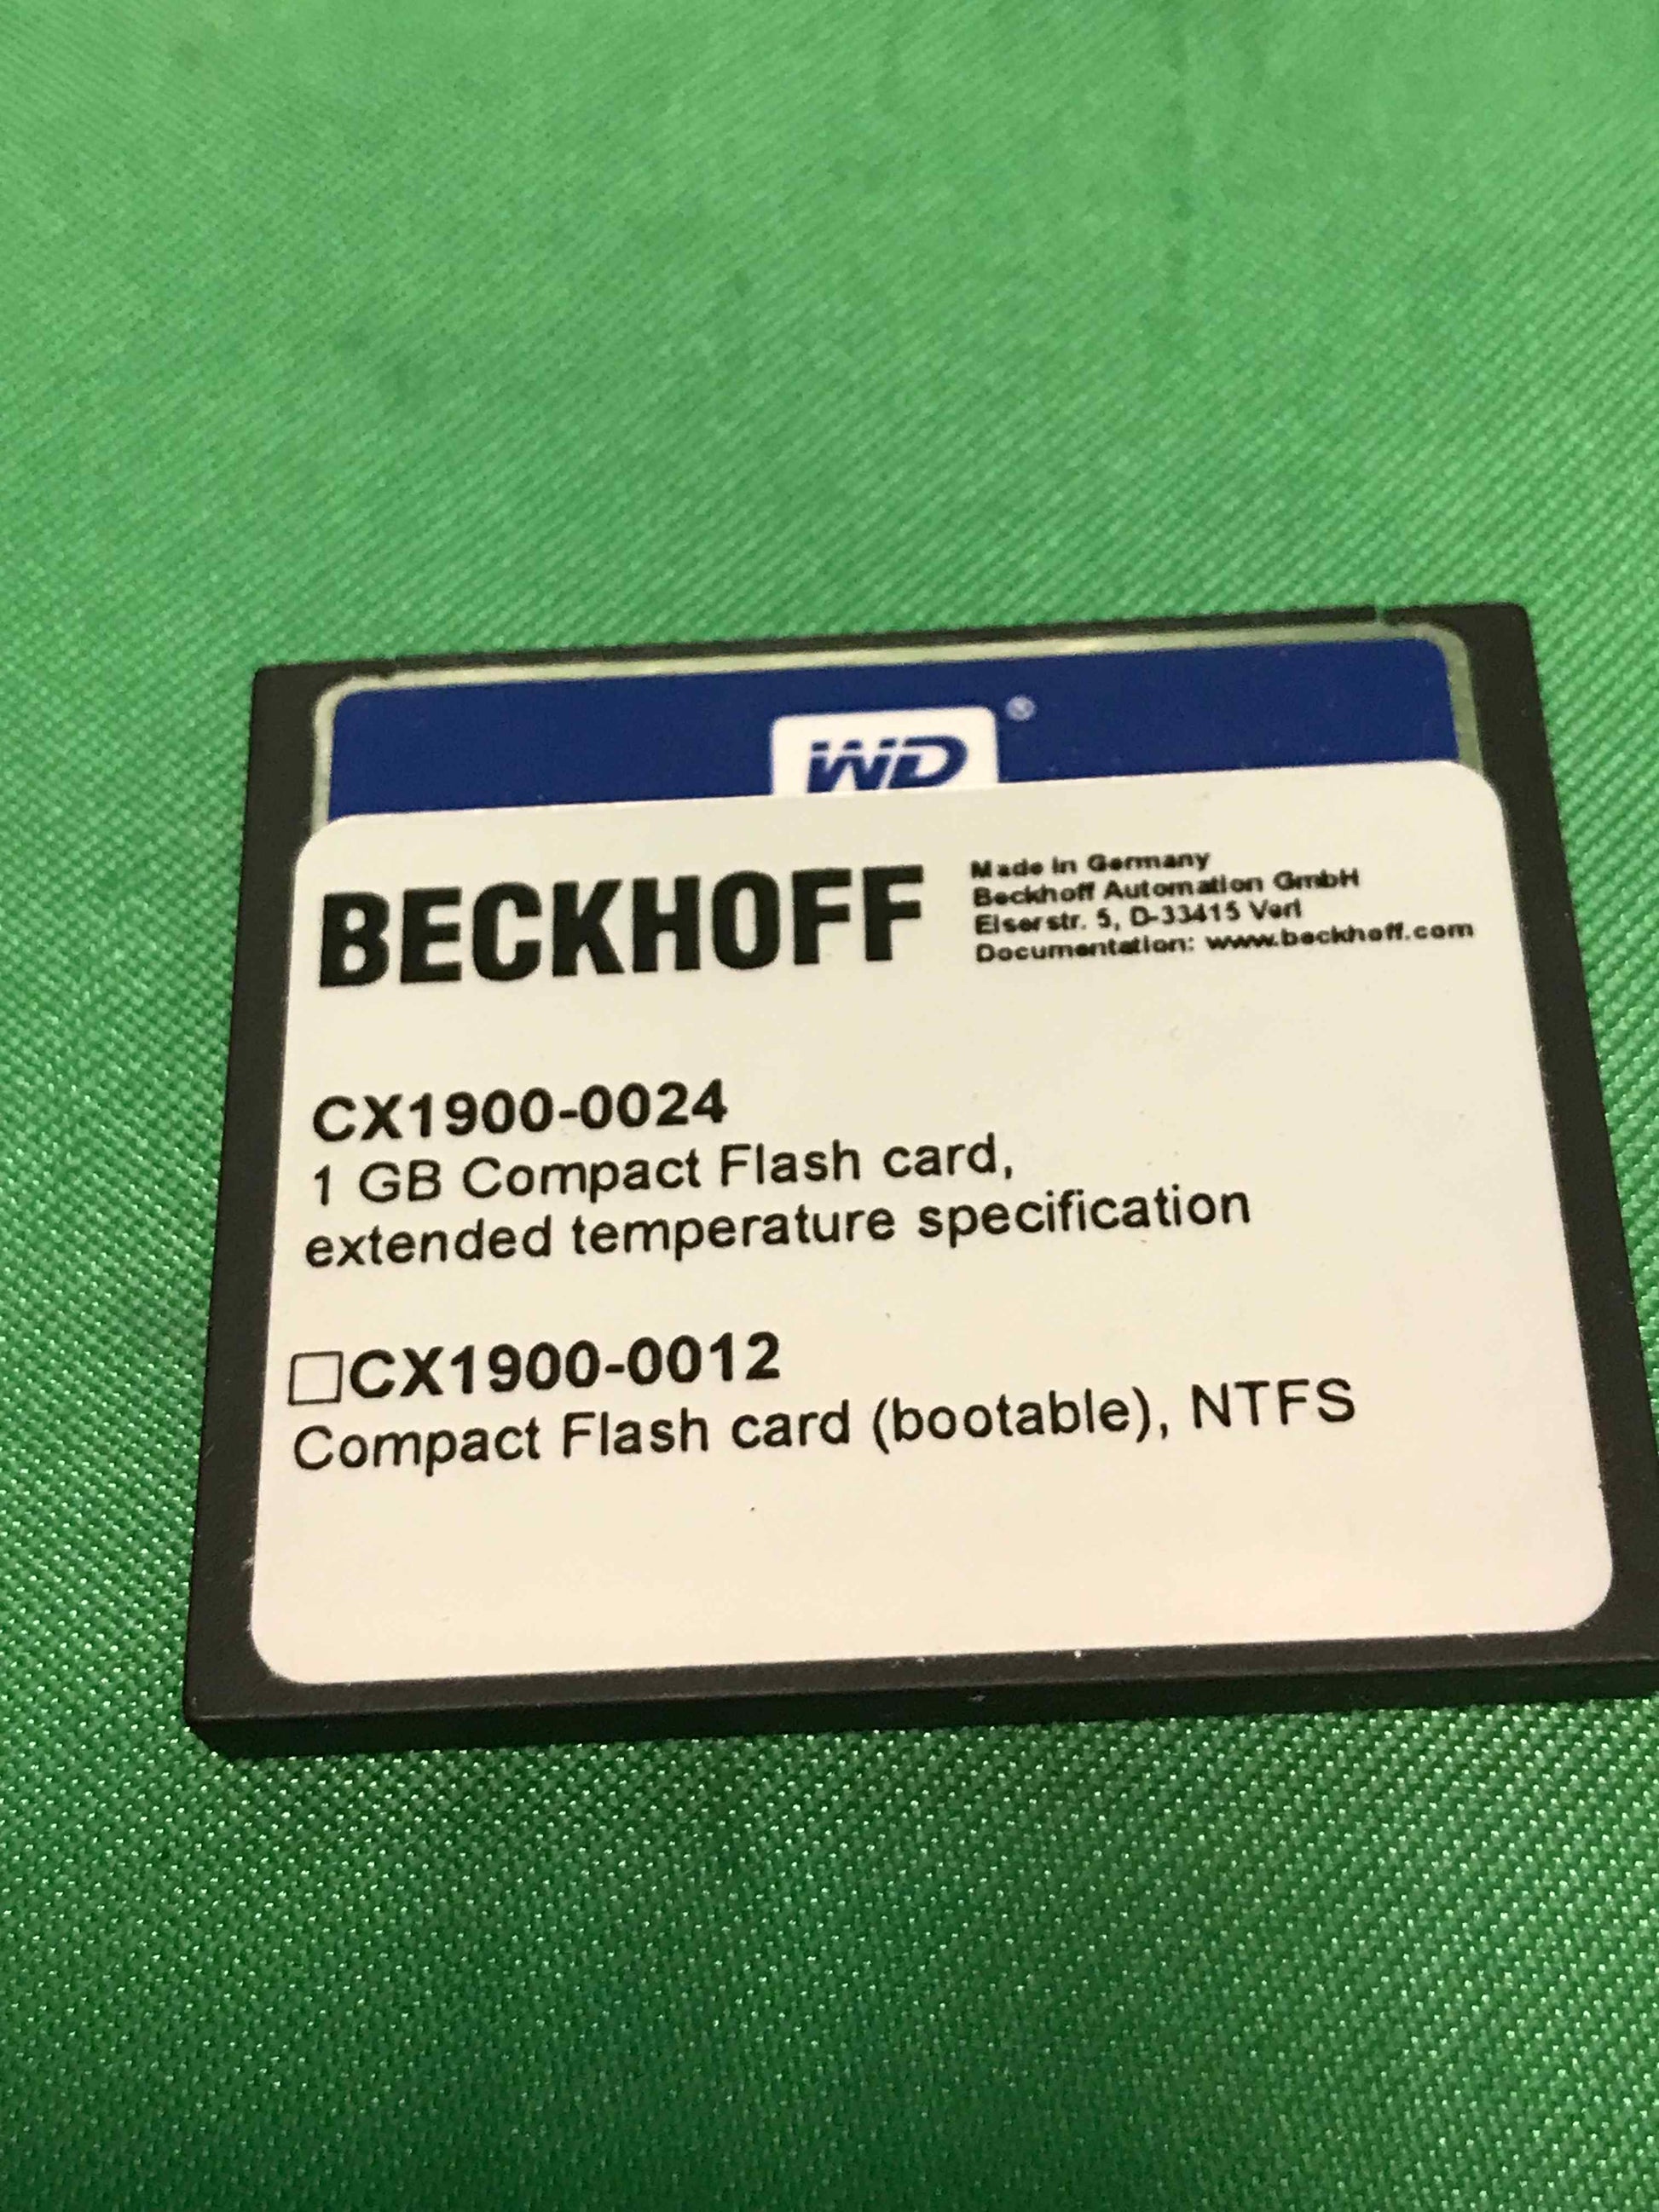 WD®
BECKHOFF
Made in Germany
Beckhoff Automation GmbH
Eiserstr. 5, D-33415 Verl
Documentation: www.beckhoff.com
CX1900-0024
1 GB Compact Flash card,
extended temperature specification
☐CX1900-0012
Compact Flash card (bootable), NTFS